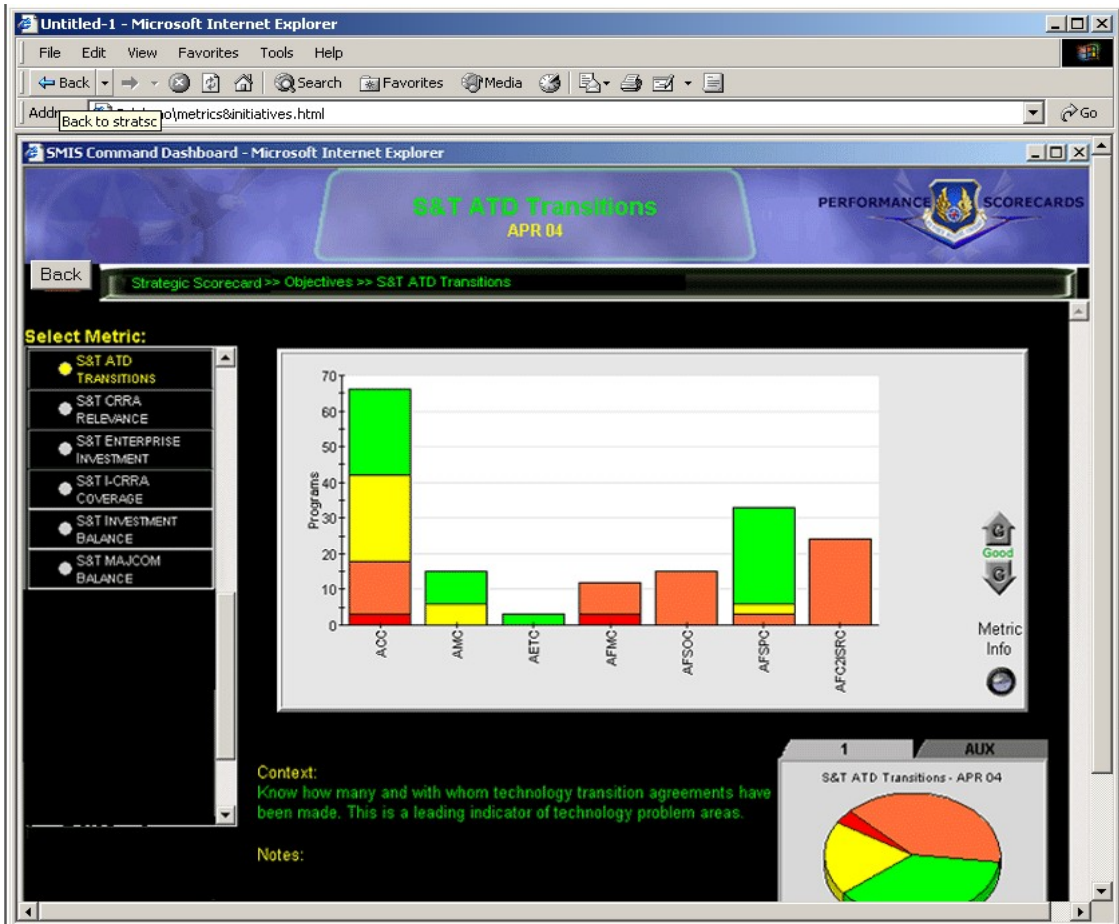 Untitled-1 - Microsoft Internet Explorer
File Edit View Favorites Tools Help
Back Search Favorites Media
Addr o\metrics&initiatives.html Go
Back to stratsc
SMIS Command Dashboard - Microsoft Internet Explorer
S&T ATD Transitions
APR 04
PERFORMANCE SCORECARDS
Back
Strategic Scorecard >> Objectives >> S&T ATD Transitions
Select Metric:
S&T ATD
TRANSITIONS
S&T CRRA
RELEVANCE
S&T ENTERPRISE
INVESTMENT
S&T I-CRRA
COVERAGE
S&T INVESTMENT
BALANCE
S&T MAJCOM
BALANCE
Programs
70
60
50
40
30
20
10
0
ACC
AMC
AETC
AFMC
AFSOC
AFSPC
AFC2ISRC
G
Good
G
Metric
Info
1 AUX
S&T ATD Transitions - APR 04
Context:
Know how many and with whom technology transition agreements have
been made. This is a leading indicator of technology problem areas.
Notes: